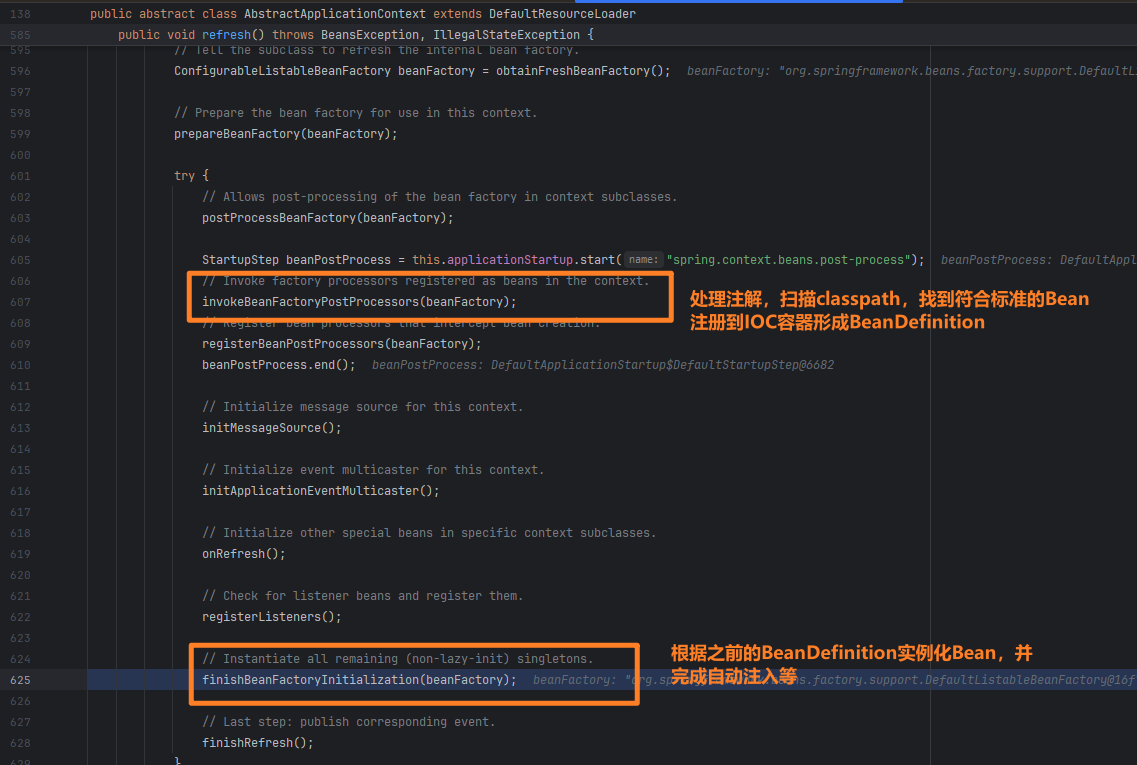 138 public abstract class AbstractApplicationContext extends DefaultResourceLoader
585 public void refresh() throws BeansException, IllegalStateException {
595 // Tell the subclass to refresh the internal bean factory.
596 ConfigurableListableBeanFactory beanFactory = obtainFreshBeanFactory(); beanFactory: "org.springframework.beans.factory.support.DefaultLi
597
598 // Prepare the bean factory for use in this context.
599 prepareBeanFactory(beanFactory);
600
601 try {
602 // Allows post-processing of the bean factory in context subclasses.
603 postProcessBeanFactory(beanFactory);
604
605 StartupStep beanPostProcess = this.applicationStartup.start( name: "spring.context.beans.post-process"); beanPostProcess: DefaultAppl
606 // Invoke factory processors registered as beans in the context.
607 invokeBeanFactoryPostProcessors(beanFactory);
处理注解，扫描classpath，找到符合标准的Bean
注册到IOC容器形成BeanDefinition
608 // Register bean processors that intercept bean creation.
609 registerBeanPostProcessors(beanFactory);
610 beanPostProcess.end(); beanPostProcess: DefaultApplicationStartup$DefaultStartupStep@6682
611
612 // Initialize message source for this context.
613 initMessageSource();
614
615 // Initialize event multicaster for this context.
616 initApplicationEventMulticaster();
617
618 // Initialize other special beans in specific context subclasses.
619 onRefresh();
620
621 // Check for listener beans and register them.
622 registerListeners();
623
624 // Instantiate all remaining (non-lazy-init) singletons.
根据之前的BeanDefinition实例化Bean，并
完成自动注入等
625 finishBeanFactoryInitialization(beanFactory); beanFactory: .factory.support.DefaultListableBeanFactory@16f
626
627 // Last step: publish corresponding event.
628 finishRefresh();
629 }